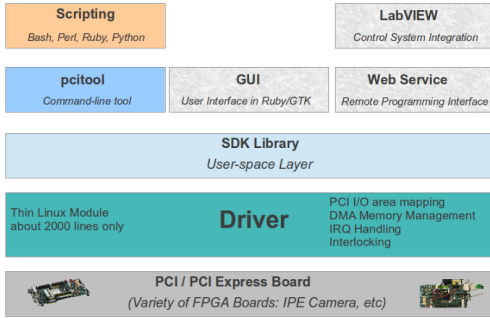 Scripting
Bash, Perl, Ruby, Python
LabVIEW
Control System Integration
pcitool
Command-line tool
GUI
User Interface in Ruby/GTK
Web Service
Remote Programming Interface
SDK Library
User-space Layer
Thin Linux Module
about 2000 lines only
Driver
PCI I/O area mapping
DMA Memory Management
IRQ Handling
Interlocking
PCI / PCI Express Board
(Variety of FPGA Boards: IPE Camera, etc)